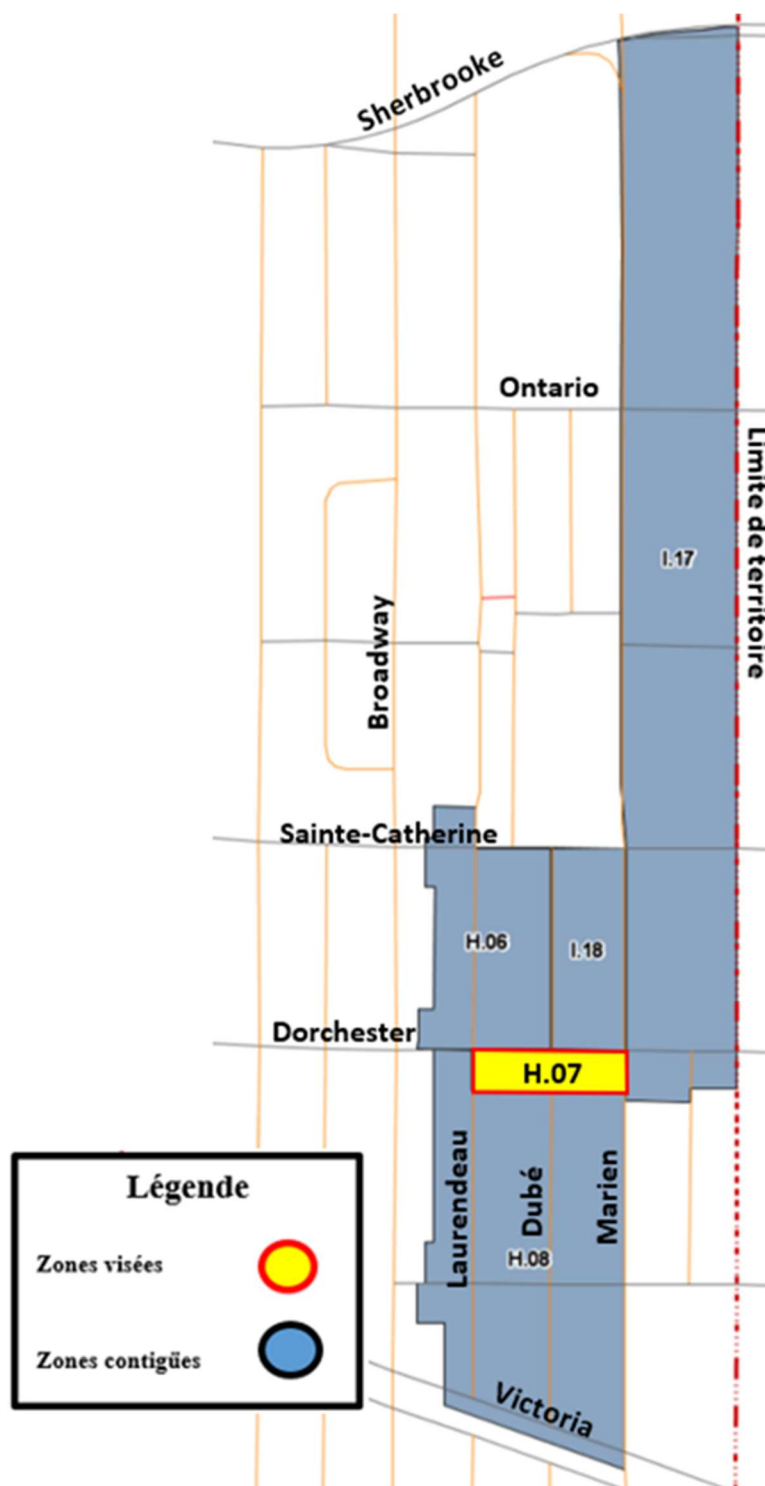 Sherbrooke
Ontario
Limite de territoire
I.17
Broadway
Sainte-Catherine
H.06
I.18
Dorchester
H.07
Laurendeau
Dubé
Marien
H.08
Légende
Zones visées
Zones contigües
Victoria